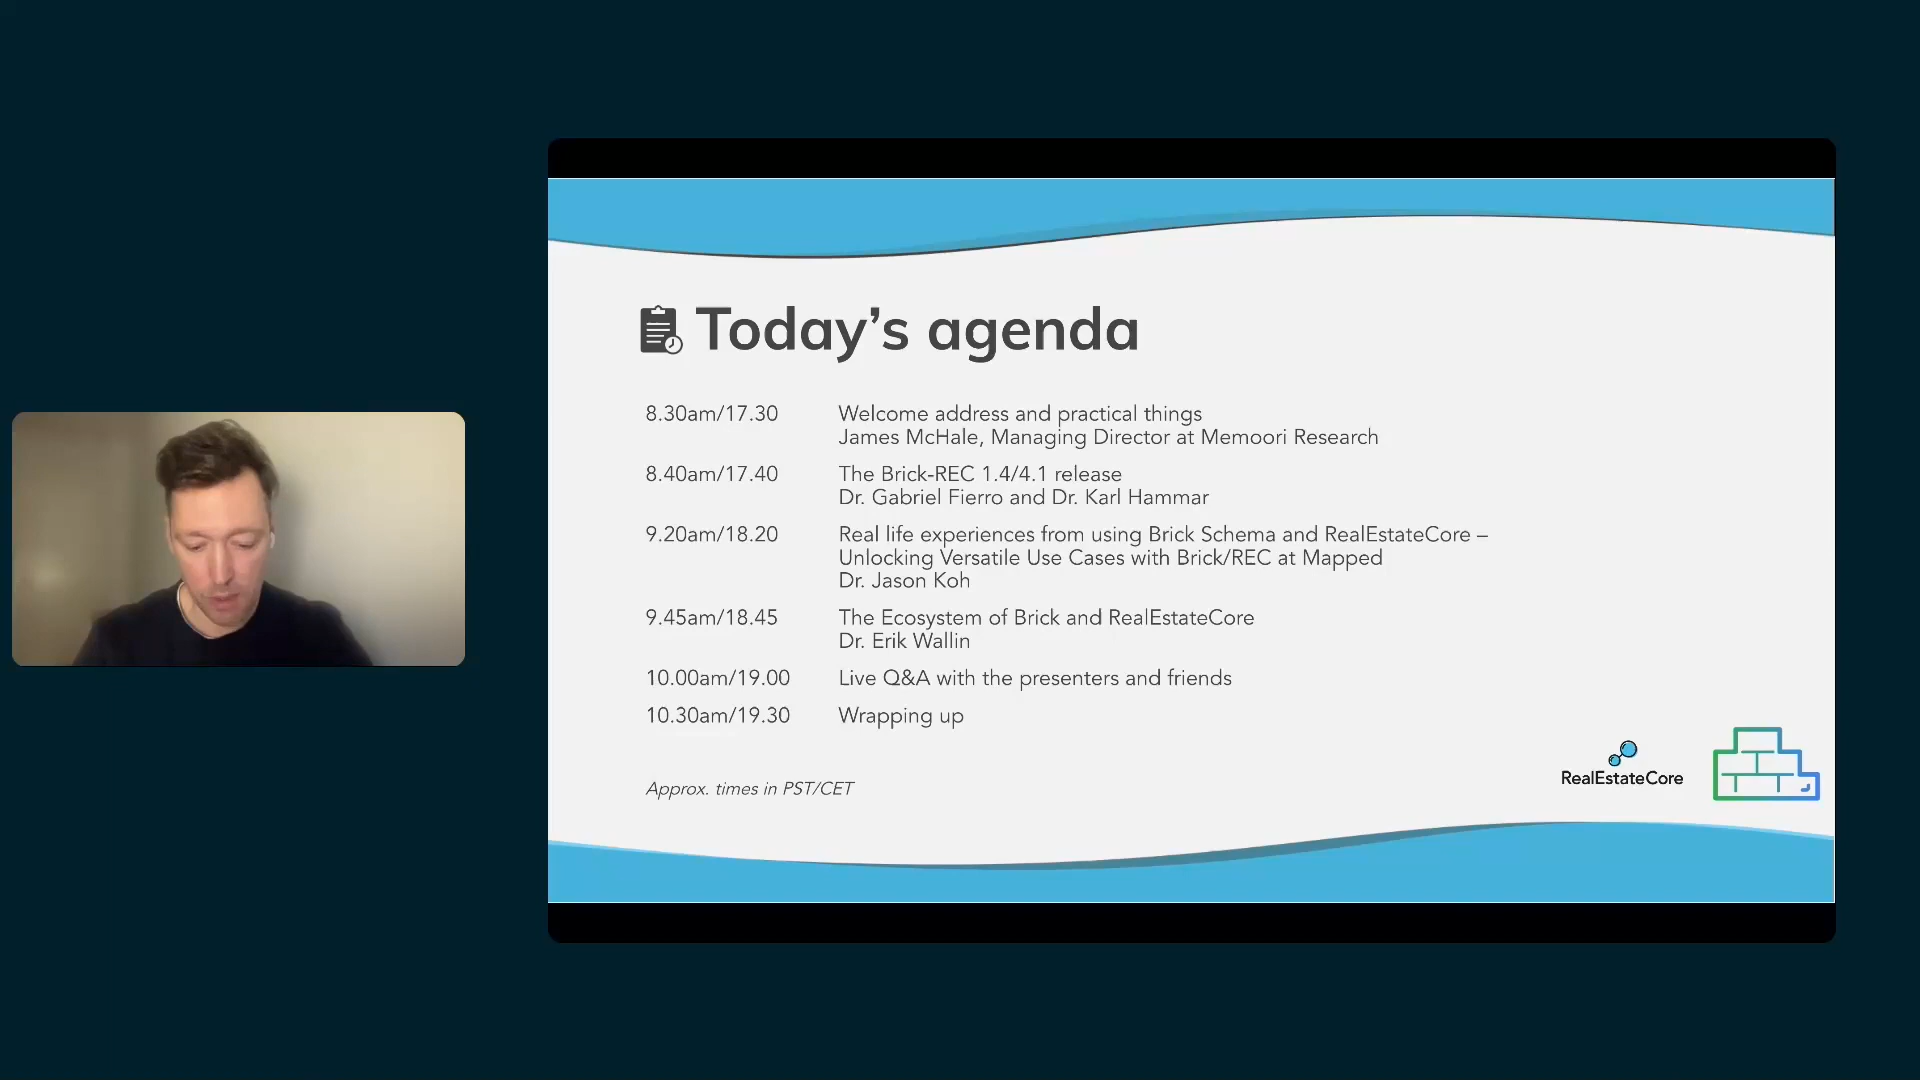 Today's agenda
8.30am/17.30 Welcome address and practical things
James McHale, Managing Director at Memoori Research
8.40am/17.40 The Brick-REC 1.4/4.1 release
Dr. Gabriel Fierro and Dr. Karl Hammar
9.20am/18.20 Real life experiences from using Brick Schema and RealEstateCore –
Unlocking Versatile Use Cases with Brick/REC at Mapped
Dr. Jason Koh
9.45am/18.45 The Ecosystem of Brick and RealEstateCore
Dr. Erik Wallin
10.00am/19.00 Live Q&A with the presenters and friends
10.30am/19.30 Wrapping up
Approx. times in PST/CET
RealEstateCore